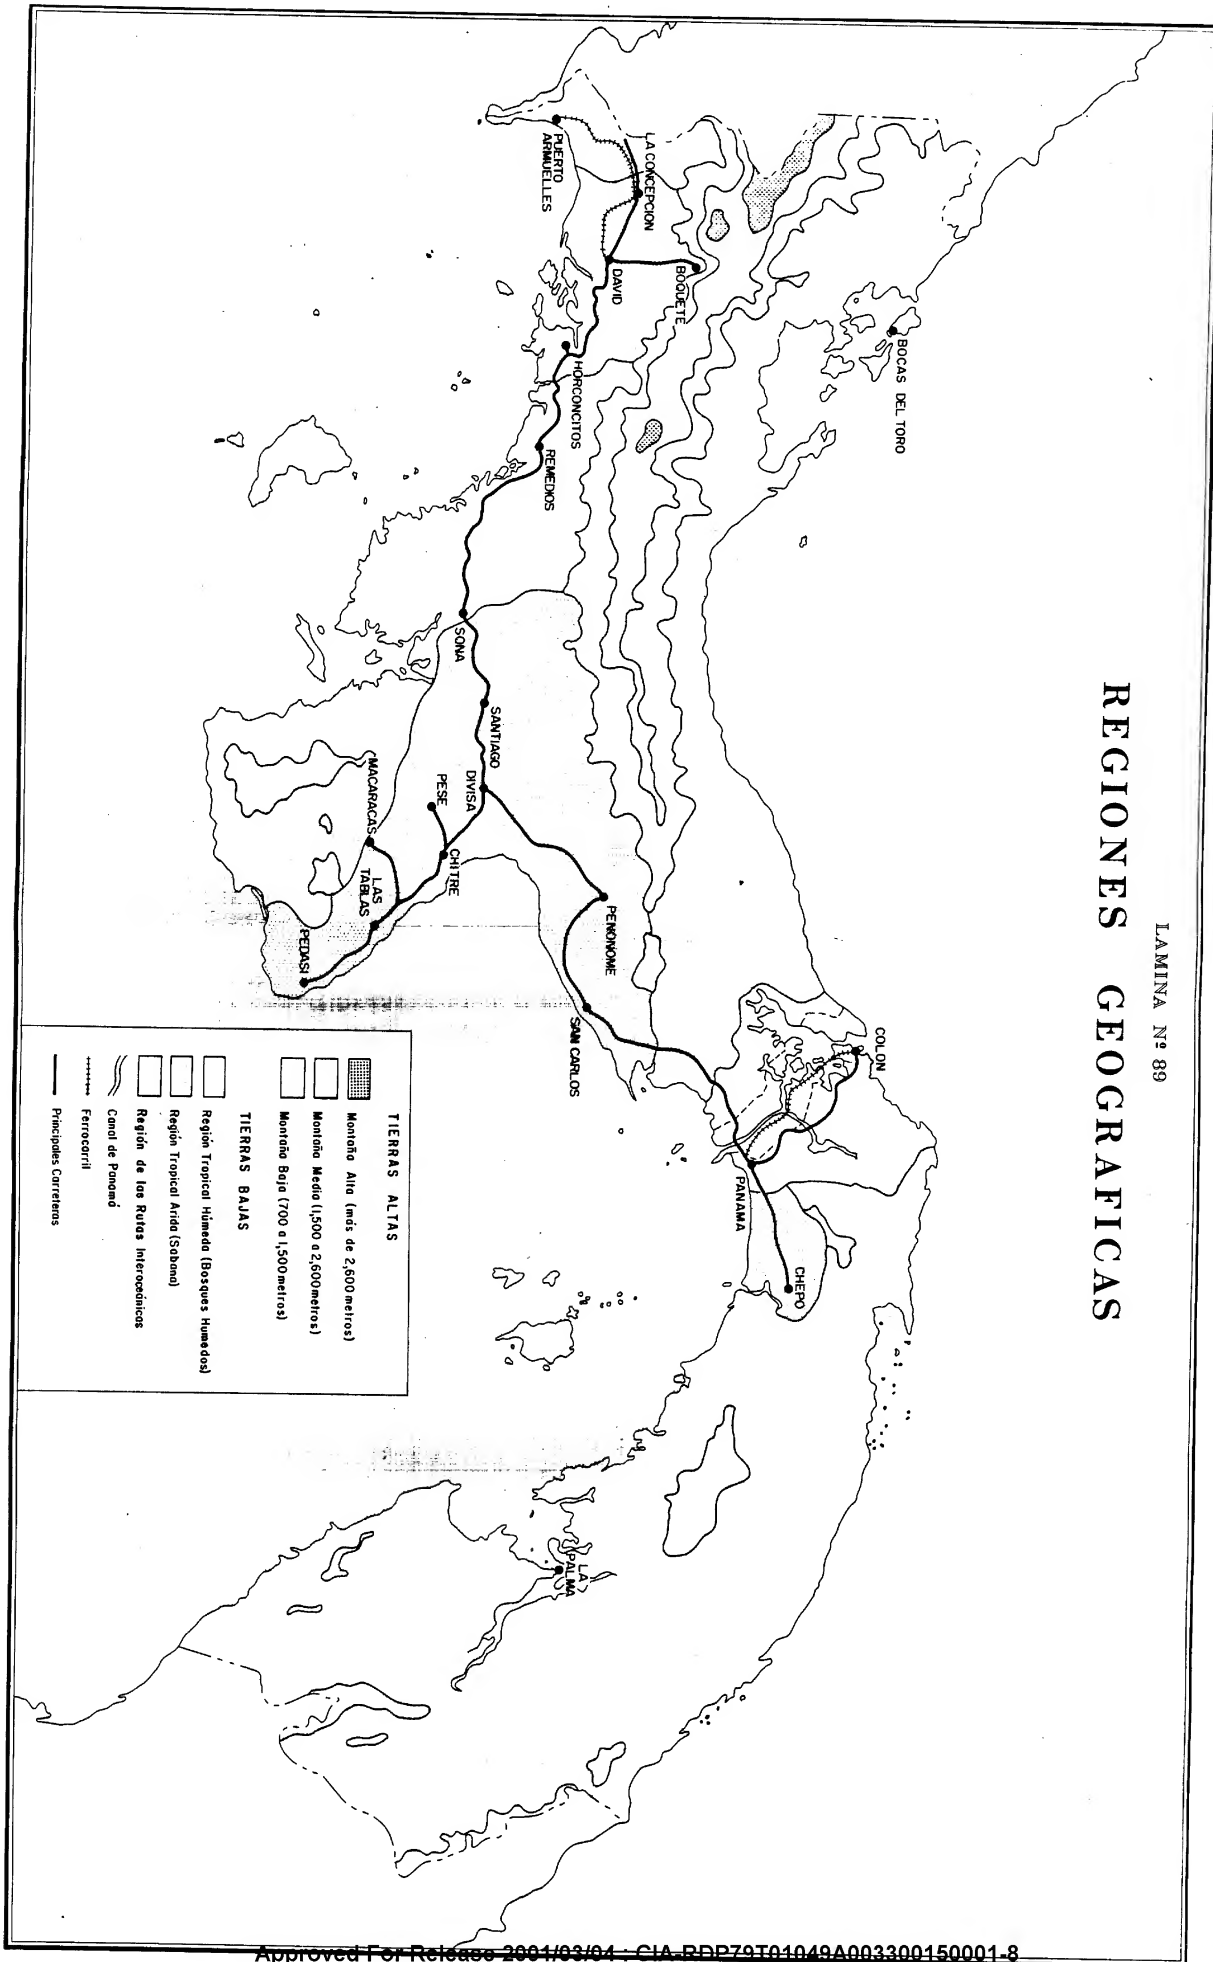 LAMINA Nº 89
REGIONES GEOGRAFICAS
BOCAS DEL TORO
COLON
BOQUETE
LA CONCEPCION
DAVID
PUERTO
ARMUELLES
HORCONCITOS
REMEDIOS
SONA
SANTIAGO
DIVISA
PESE
CHITRE
MACARACAS
LAS
TABLAS
PEDASI
PENONOME
SAN CARLOS
PANAMA
CHEPO
LA
PALMA
TIERRAS ALTAS
Montaña Alta (más de 2,600 metros)
Montaña Media (1,500 a 2,600 metros)
Montaña Baja (700 a 1,500 metros)
TIERRAS BAJAS
Región Tropical Húmeda (Bosques Humedos)
Región Tropical Arida (Sabana)
Región de las Rutas Interoceánicas
Canal de Panamá
Ferrocarril
Principales Carreteras
Approved For Release 2001/03/04 : CIA-RDP79T01049A003300150001-8